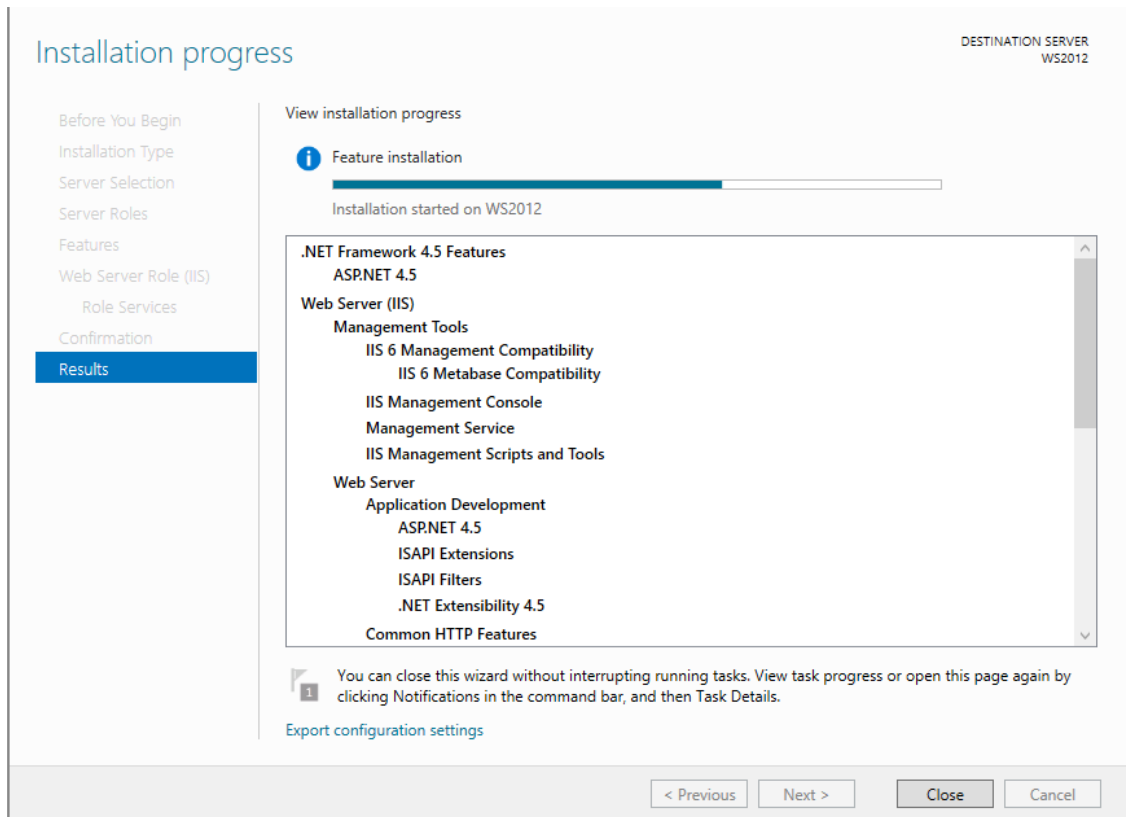 Installation progress
DESTINATION SERVER
WS2012
Before You Begin
Installation Type
Server Selection
Server Roles
Features
Web Server Role (IIS)
Role Services
Confirmation
Results
View installation progress
Feature installation
Installation started on WS2012
.NET Framework 4.5 Features
ASP.NET 4.5
Web Server (IIS)
Management Tools
IIS 6 Management Compatibility
IIS 6 Metabase Compatibility
IIS Management Console
Management Service
IIS Management Scripts and Tools
Web Server
Application Development
ASP.NET 4.5
ISAPI Extensions
ISAPI Filters
.NET Extensibility 4.5
Common HTTP Features
1
You can close this wizard without interrupting running tasks. View task progress or open this page again by
clicking Notifications in the command bar, and then Task Details.
Export configuration settings
< Previous
Next >
Close
Cancel